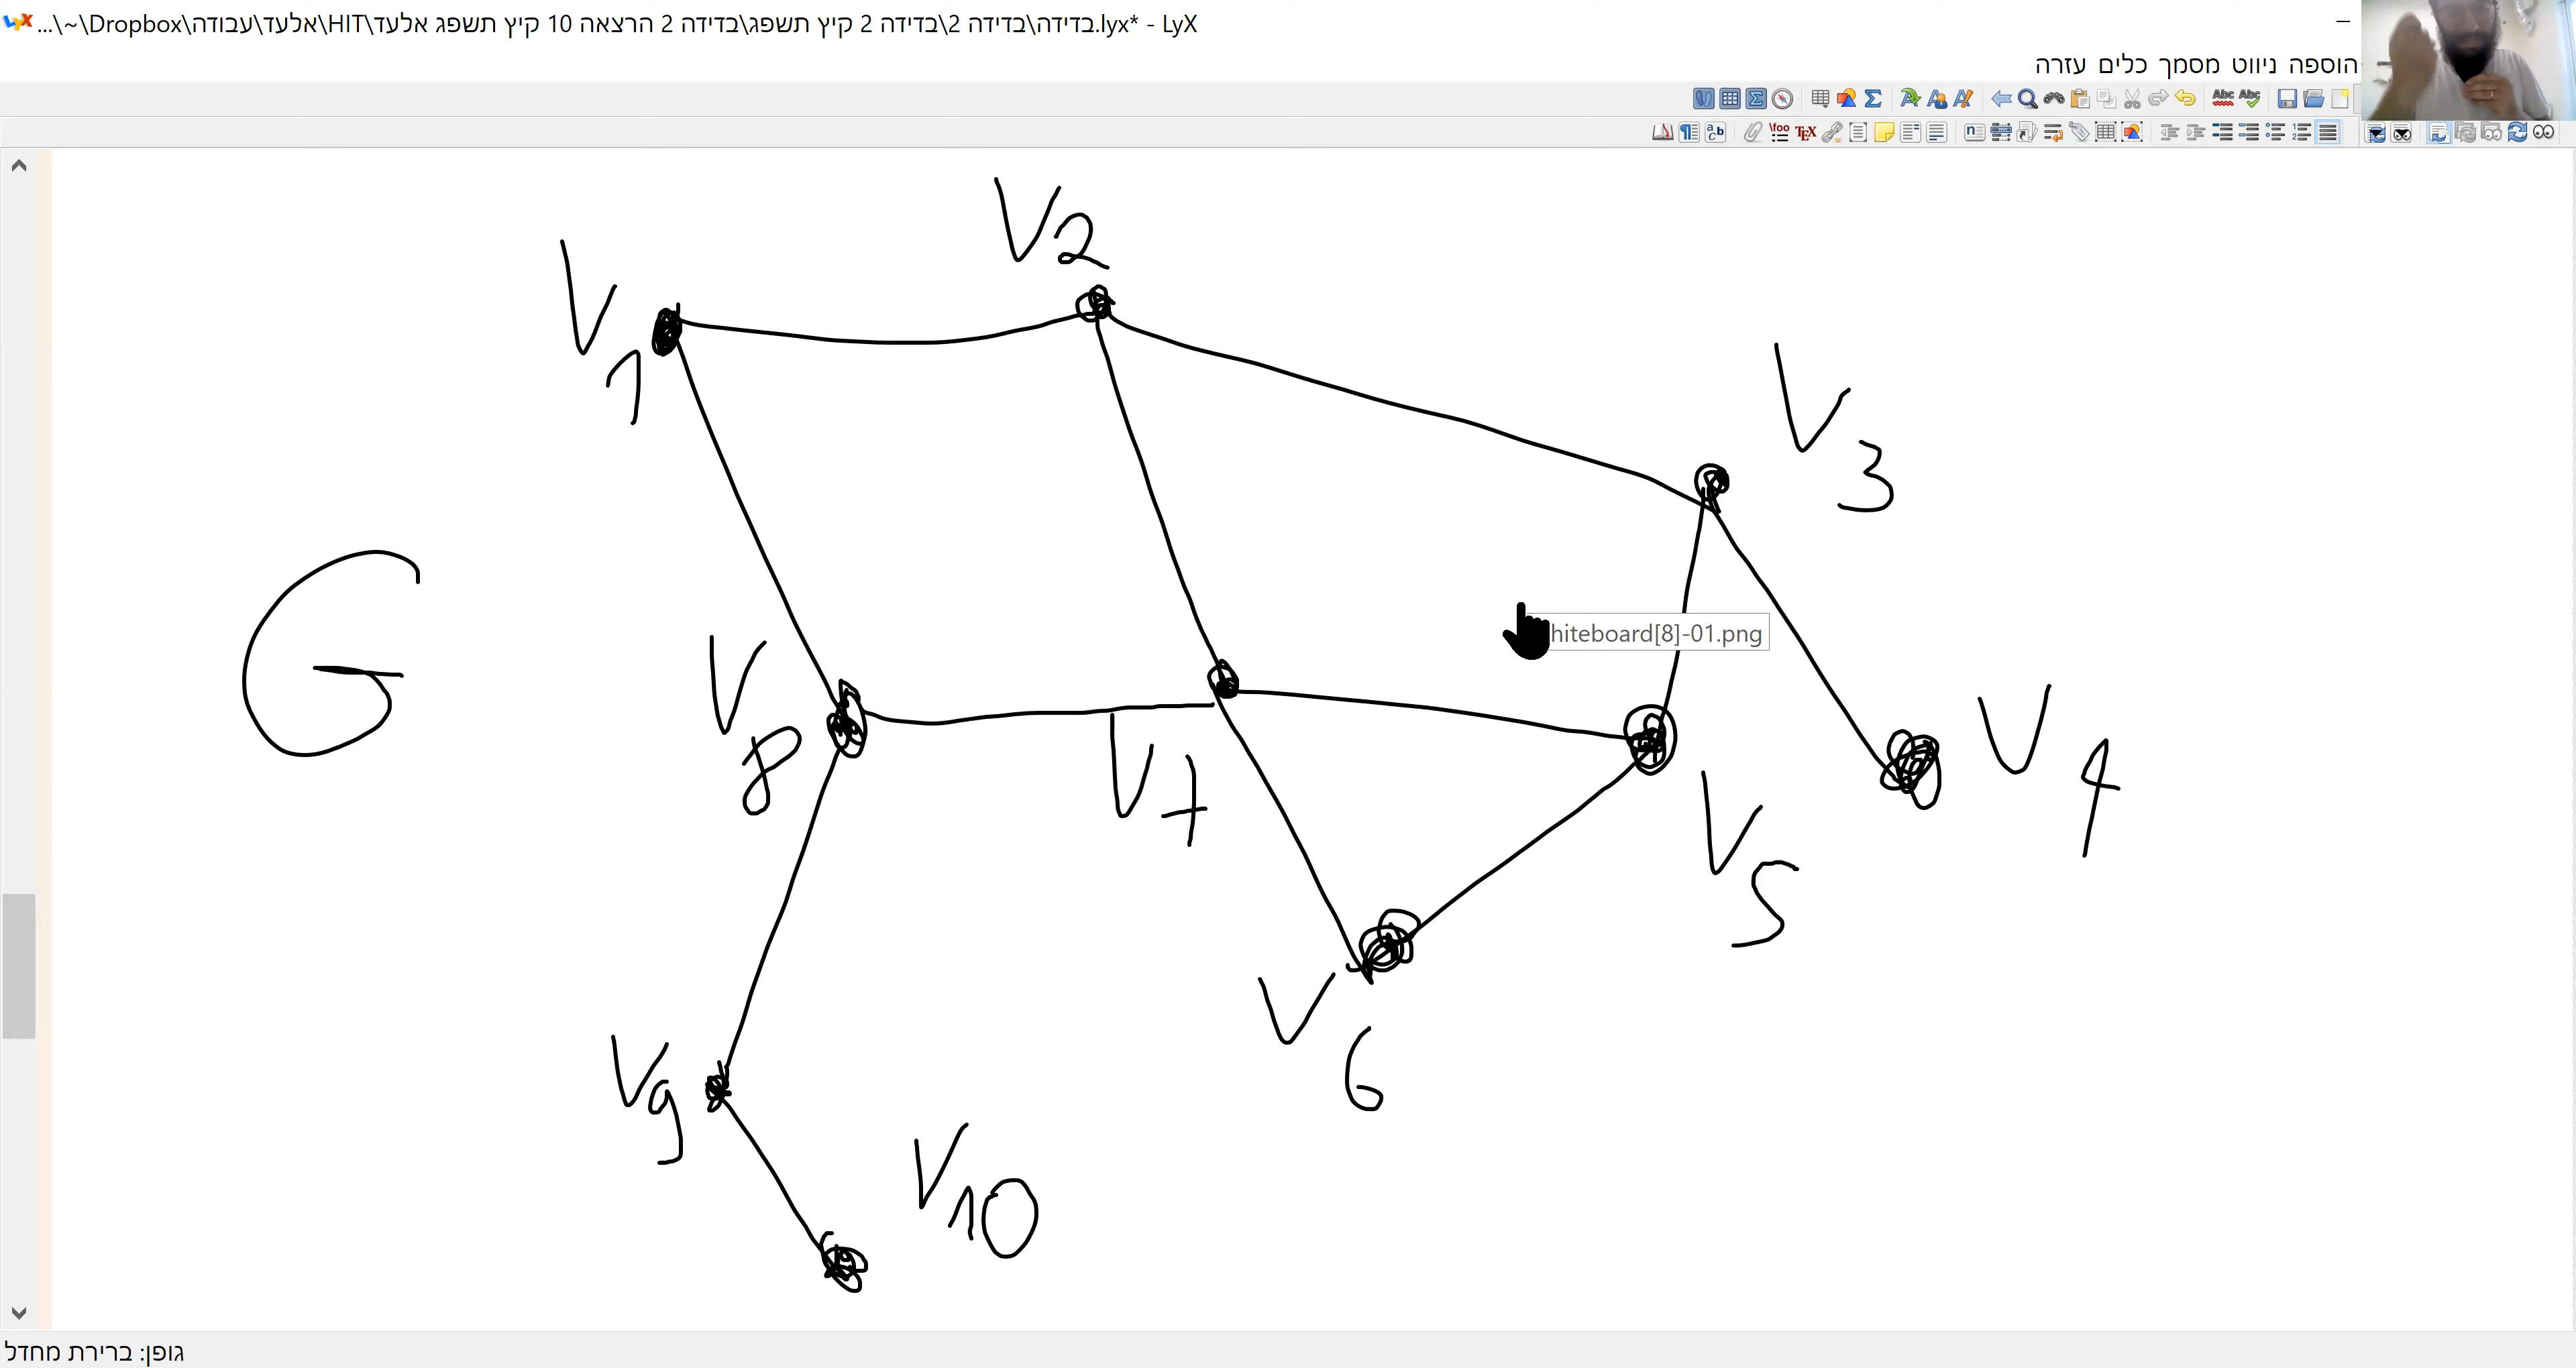 ...\~\Dropbox\אלעד\עבודה\HIT\בדידה\בדידה 2\בדידה 2 קיץ תשפג\בדידה 2 הרצאה 10 קיץ תשפג אלעד.lyx* - LyX
הוספה ניווט מסמך כלים עזרה
V2
V1
V3
G
hiteboard[8]-01.png
V8
V7
V4
V5
V6
V9
V10
גופן: ברירת מחדל